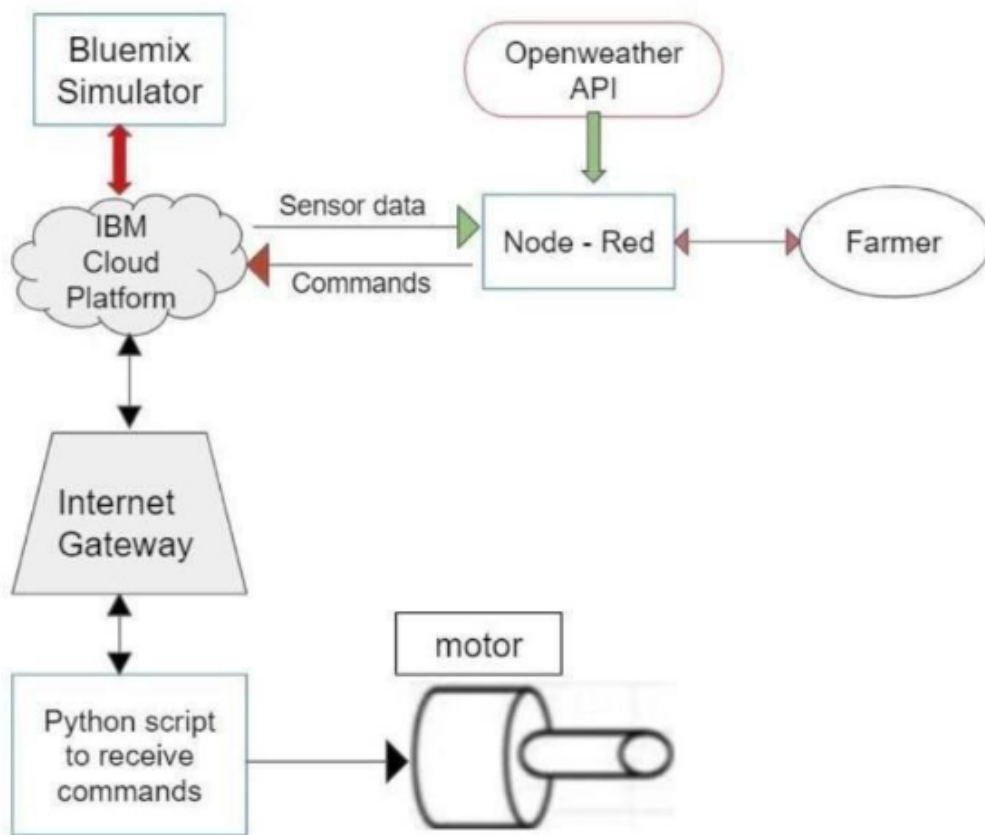 Bluemix
Simulator
Openweather
API
IBM
Cloud
Platform
Sensor data
Commands
Node - Red
Farmer
Internet
Gateway
motor
Python script
to receive
commands